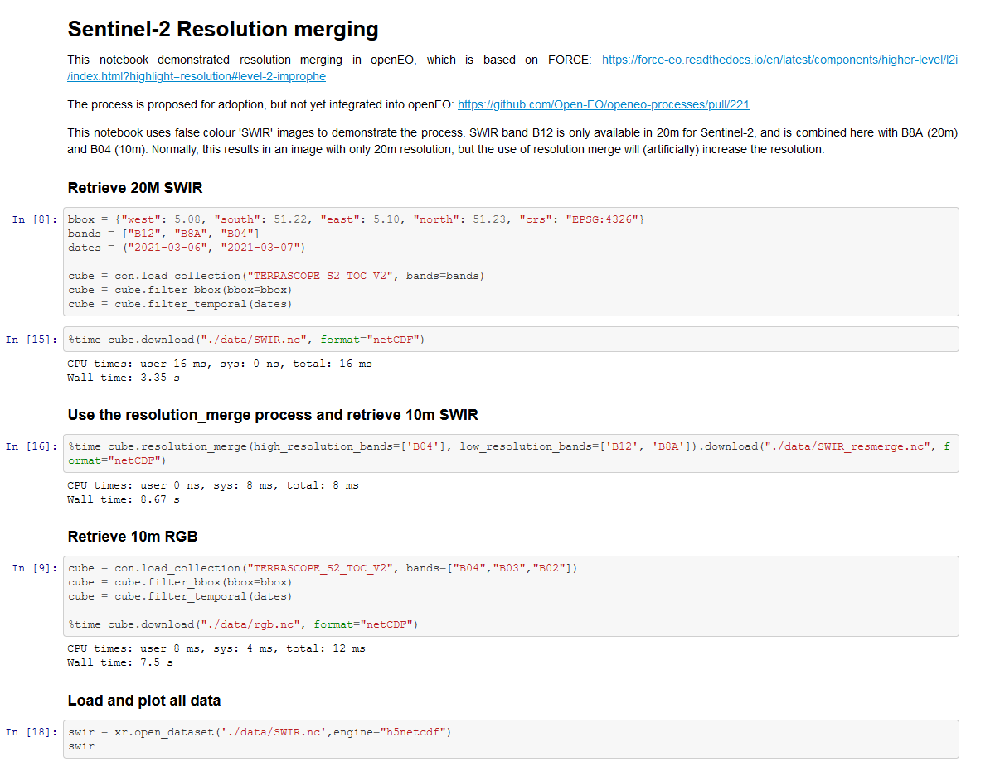 Sentinel-2 Resolution merging
This notebook demonstrated resolution merging in openEO, which is based on FORCE: https://force-eo.readthedocs.io/en/latest/components/higher-level/l2i
/index.html?highlight=resolution#level-2-improphe
The process is proposed for adoption, but not yet integrated into openEO: https://github.com/Open-EO/openeo-processes/pull/221
This notebook uses false colour 'SWIR' images to demonstrate the process. SWIR band B12 is only available in 20m for Sentinel-2, and is combined here with B8A (20m)
and B04 (10m). Normally, this results in an image with only 20m resolution, but the use of resolution merge will (artificially) increase the resolution.
Retrieve 20M SWIR
In [8]: bbox = {"west": 5.08, "south": 51.22, "east": 5.10, "north": 51.23, "crs": "EPSG:4326"}
bands = ["B12", "B8A", "B04"]
dates = ("2021-03-06", "2021-03-07")
cube = con.load_collection("TERRASCOPE_S2_TOC_V2", bands=bands)
cube = cube.filter_bbox(bbox=bbox)
cube = cube.filter_temporal(dates)
In [15]: %time cube.download("./data/SWIR.nc", format="netCDF")
CPU times: user 16 ms, sys: 0 ns, total: 16 ms
Wall time: 3.35 s
Use the resolution_merge process and retrieve 10m SWIR
In [16]: %time cube.resolution_merge(high_resolution_bands=['B04'], low_resolution_bands=['B12', 'B8A']).download("./data/SWIR_resmerge.nc", f
ormat="netCDF")
CPU times: user 0 ns, sys: 8 ms, total: 8 ms
Wall time: 8.67 s
Retrieve 10m RGB
In [9]: cube = con.load_collection("TERRASCOPE_S2_TOC_V2", bands=["B04","B03","B02"])
cube = cube.filter_bbox(bbox=bbox)
cube = cube.filter_temporal(dates)
%time cube.download("./data/rgb.nc", format="netCDF")
CPU times: user 8 ms, sys: 4 ms, total: 12 ms
Wall time: 7.5 s
Load and plot all data
In [18]: swir = xr.open_dataset('./data/SWIR.nc',engine="h5netcdf")
swir